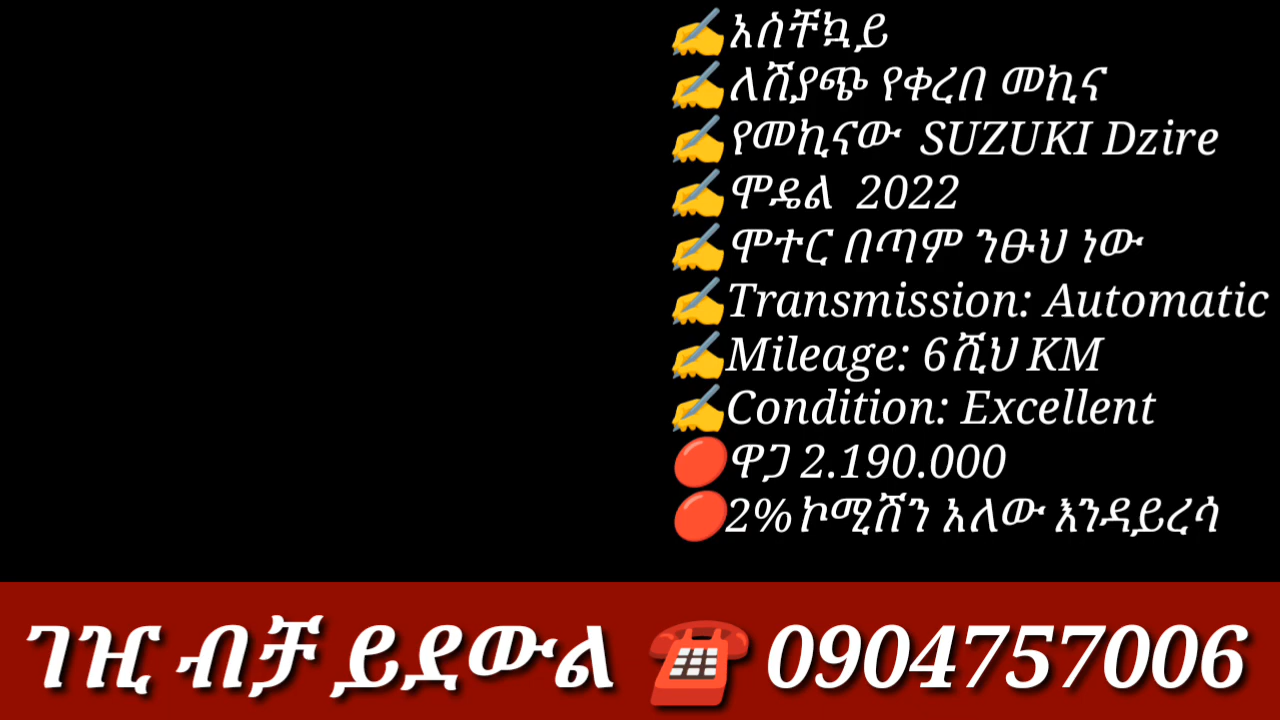 ✍️አስቸኳይ
✍️ለሽያጭ የቀረበ መኪና
✍️የመኪናው SUZUKI Dzire
✍️ሞዴል 2022
✍️ሞተር በጣም ንፁህ ነው
✍️Transmission: Automatic
✍️Mileage: 6ሺህ KM
✍️Condition: Excellent
🔴ዋጋ 2.190.000
🔴2%ኮሚሽን አለው እንዳይረሳ
ገዢ ብቻ ይደውል ☎️ 0904757006